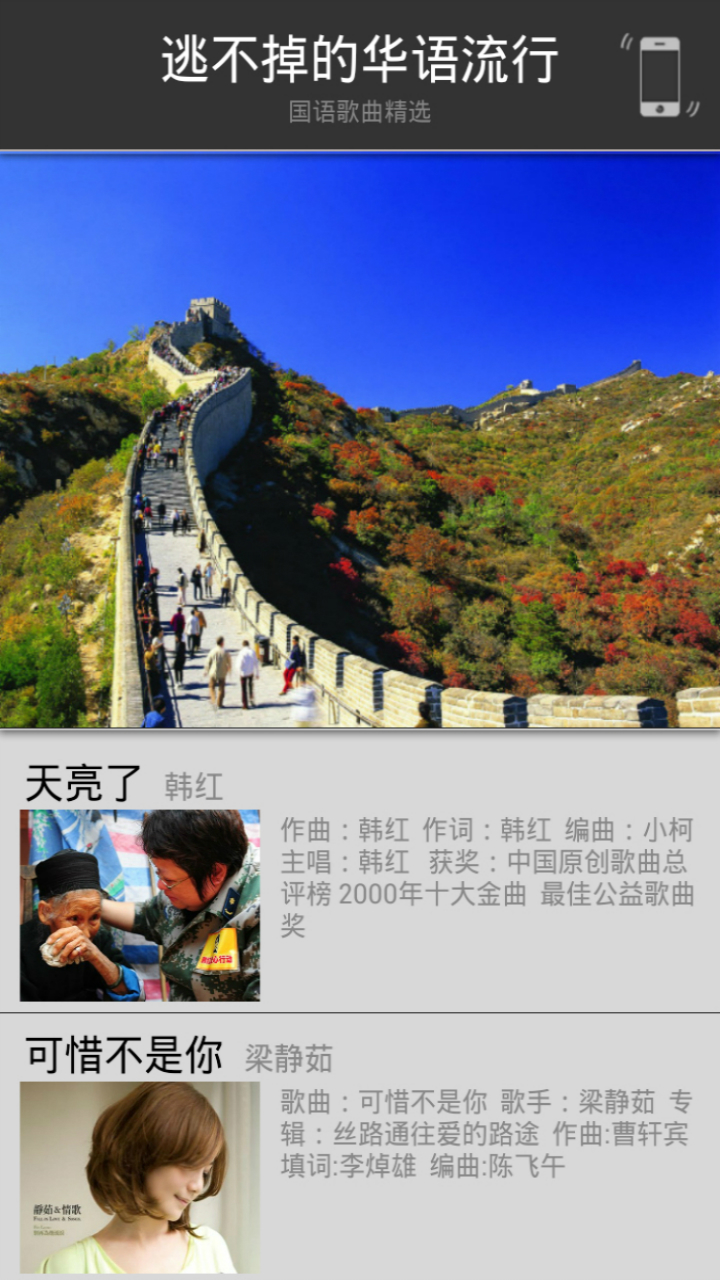 逃不掉的华语流行
国语歌曲精选
天亮了 韩红
作曲：韩红 作词：韩红 编曲：小柯
主唱：韩红 获奖：中国原创歌曲总
评榜 2000年十大金曲 最佳公益歌曲
奖
可惜不是你 梁静茹
歌曲：可惜不是你 歌手：梁静茹 专
辑：丝路通往爱的路途 作曲:曹轩宾
填词:李焯雄 编曲:陈飞午
靜茹&情歌